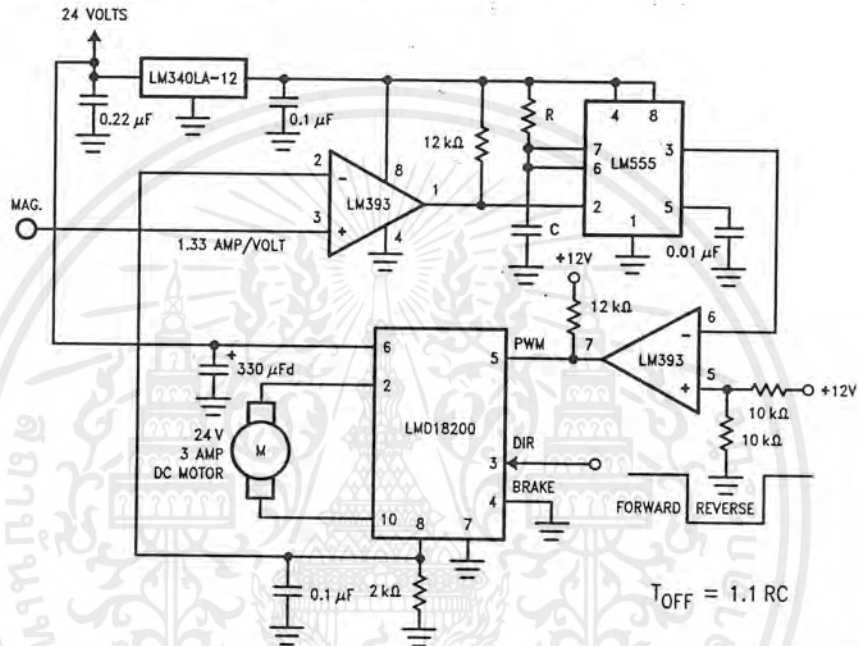 24 VOLTS
LM340LA-12
0.22 μF
0.1 μF
12 kΩ
R
C
4
8
7
6
2
3
5
1
LM555
0.01 μF
MAG.
2
3
-
+
8
LM393
4
1
1.33 AMP/VOLT
+12V
12 kΩ
PWM
7
LM393
-
+
6
5
+12V
10 kΩ
10 kΩ
+
330 μFd
6
2
5
LMD18200
3
4
10
8
7
DIR
BRAKE
24 V
3 AMP
DC MOTOR
M
FORWARD
REVERSE
0.1 μF
2 kΩ
TOFF = 1.1 RC